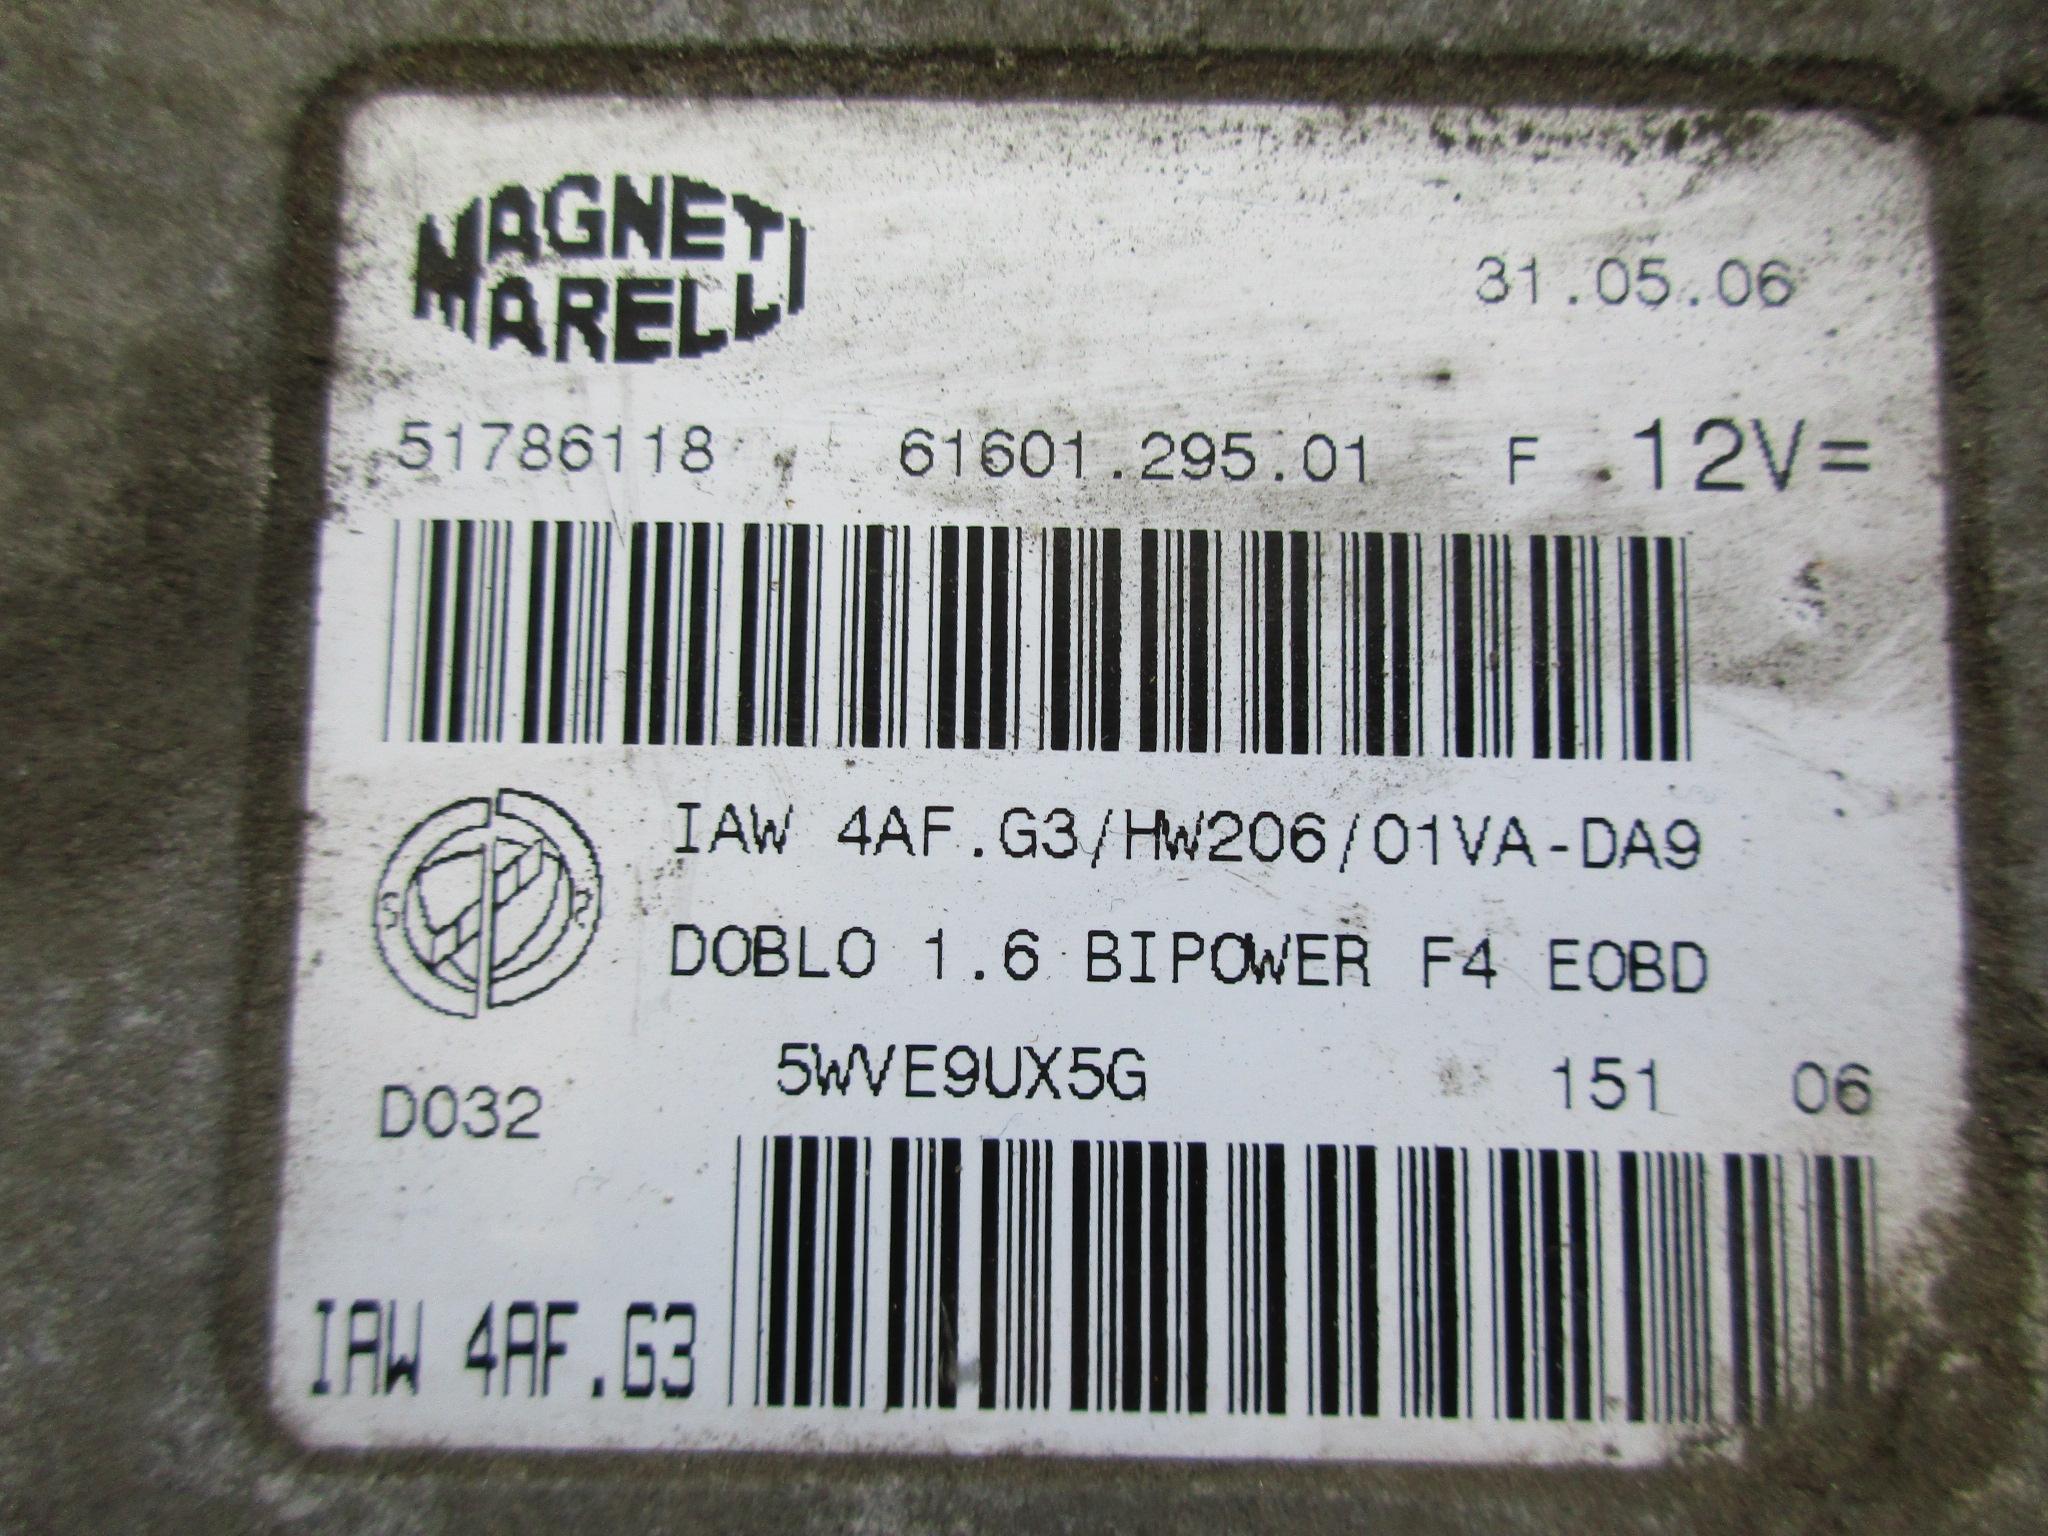 MAGNETI
MARELLI
31.05.06
51786118 61601.295.01 F 12V=
IAW 4AF.G3/HW206/01VA-DA9
DOBLO 1.6 BIPOWER F4 EOBD
5WVE9UX5G 151 06
D032
IAW 4AF.G3